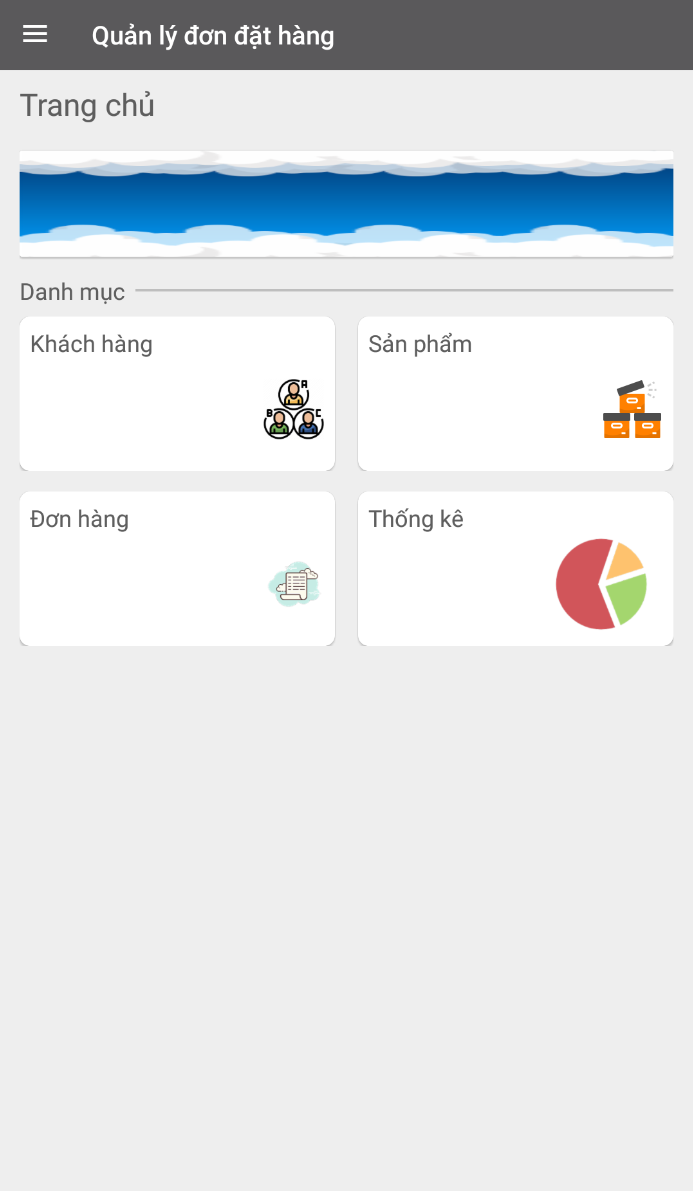 Quản lý đơn đặt hàng
Trang chủ
Danh mục
Khách hàng
Sản phẩm
A
B
C
Đơn hàng
Thống kê